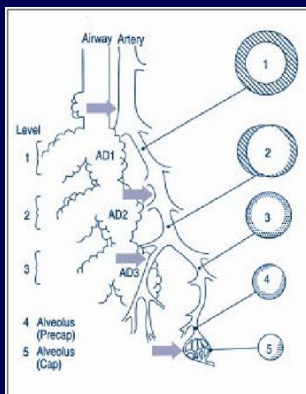 Airway Artery
1
Level
AD1
1
2
AD2
2
3
3
AD3
4
4 Alveolus
(Precap)
5 Alveolus
(Cap)
5